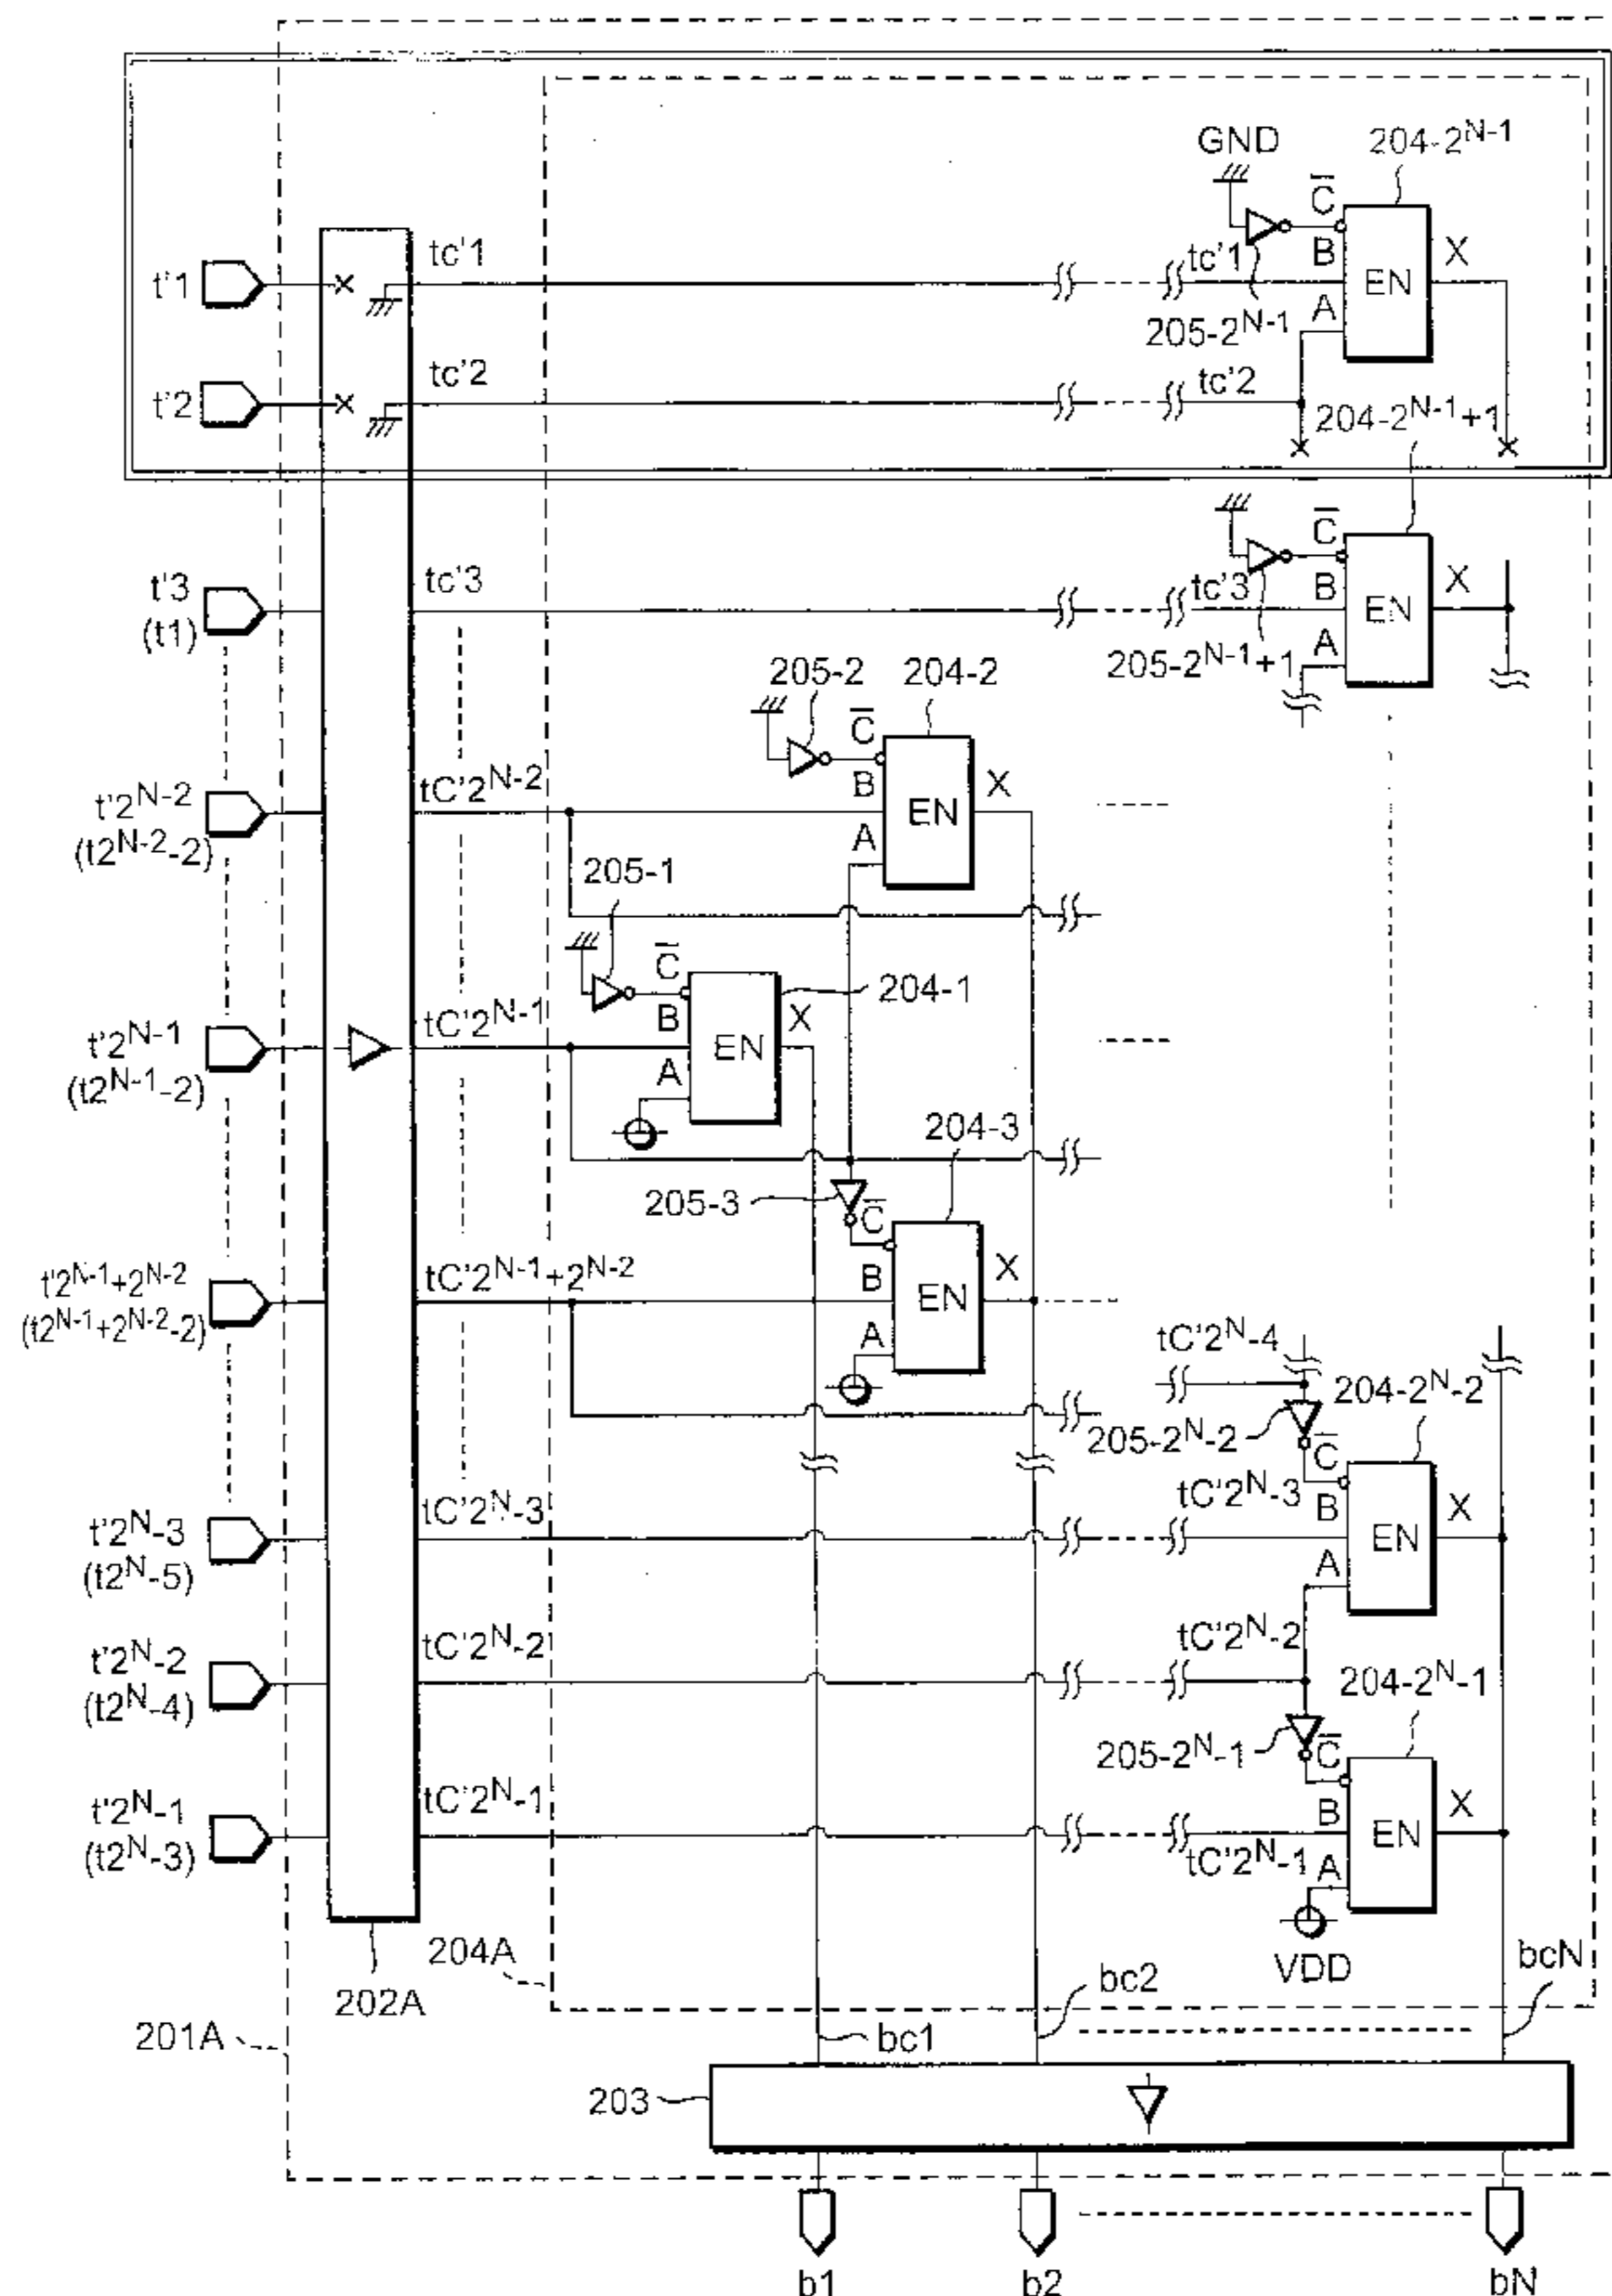 GND
204-2^N-1
C̅
B
tc'1
A
EN
X
205-2^N-1
t'1
tc'1
t'2
tc'2
tc'2
204-2^N-1+1
t'3
(t1)
tc'3
tc'3
C̅
B
A
EN
X
205-2^N-1+1
205-2
204-2
C̅
B
A
EN
X
t'2^N-2
(t2^N-2-2)
tC'2^N-2
205-1
C̅
B
A
EN
X
204-1
t'2^N-1
(t2^N-1-2)
tC'2^N-1
204-3
205-3
C̅
B
A
EN
X
t'2^N-1+2^N-2
(t2^N-1+2^N-2-2)
tC'2^N-1+2^N-2
tC'2^N-4
204-2^N-2
205-2^N-2
C̅
B
A
EN
X
t'2^N-3
(t2^N-5)
tC'2^N-3
tC'2^N-3
t'2^N-2
(t2^N-4)
tC'2^N-2
tC'2^N-2
204-2^N-1
205-2^N-1
C̅
B
A
EN
X
t'2^N-1
(t2^N-3)
tC'2^N-1
tC'2^N-1
VDD
204A
202A
201A
bc1
bc2
bcN
203
b1
b2
bN